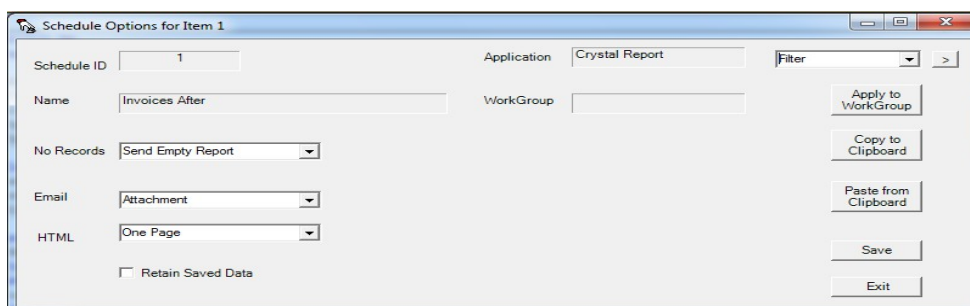 Schedule Options for Item 1
Schedule ID 1 Application Crystal Report Filter >
Name Invoices After WorkGroup Apply to
WorkGroup
No Records Send Empty Report Copy to
Clipboard
Email Attachment Paste from
Clipboard
HTML One Page
Save
Retain Saved Data
Exit